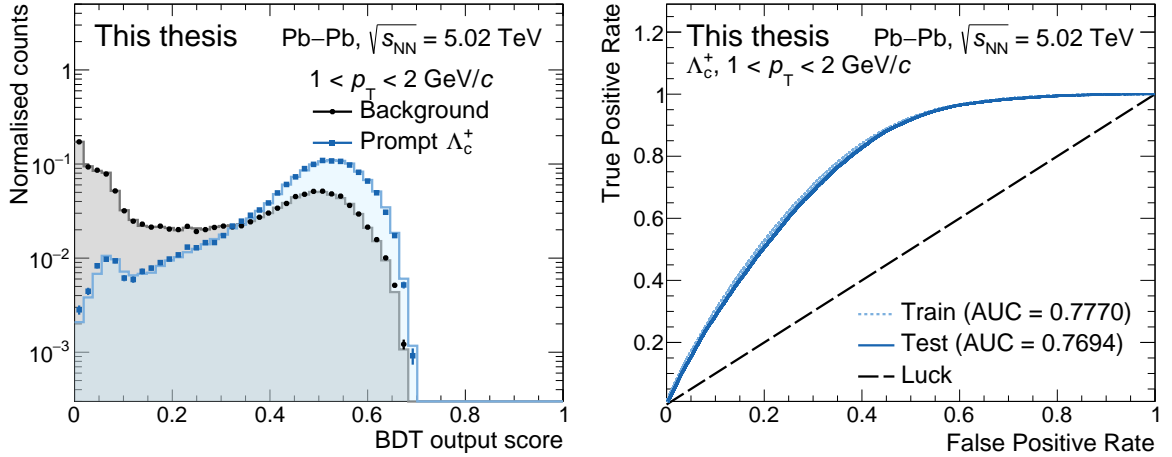 This thesis
Pb−Pb, √sNN = 5.02 TeV
1 < pT < 2 GeV/c
Background
Prompt Λc+
Normalised counts
1
10−1
10−2
10−3
0 0.2 0.4 0.6 0.8 1
BDT output score
This thesis
Pb−Pb, √sNN = 5.02 TeV
Λc+, 1 < pT < 2 GeV/c
True Positive Rate
1.2
1.0
0.8
0.6
0.4
0.2
Train (AUC = 0.7770)
Test (AUC = 0.7694)
Luck
0 0.2 0.4 0.6 0.8 1
False Positive Rate